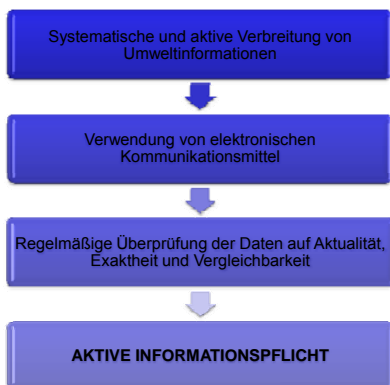 Systematische und aktive Verbreitung von
Umweltinformationen
Verwendung von elektronischen
Kommunikationsmittel
Regelmäßige Überprüfung der Daten auf Aktualität,
Exaktheit und Vergleichbarkeit
AKTIVE INFORMATIONSPFLICHT